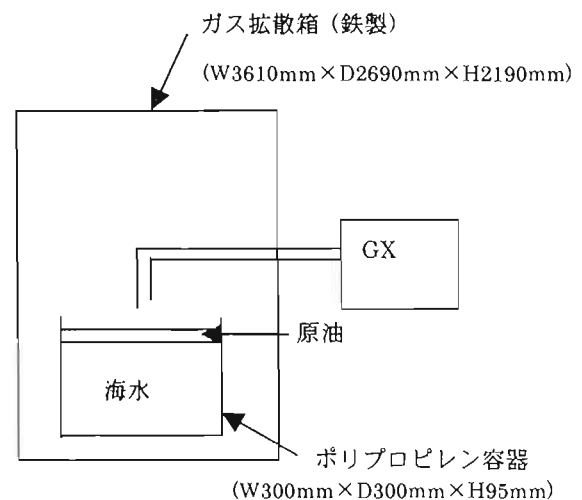 ガス拡散箱（鉄製）
(W3610mm×D2690mm×H2190mm)
GX
原油
海水
ポリプロピレン容器
(W300mm×D300mm×H95mm)